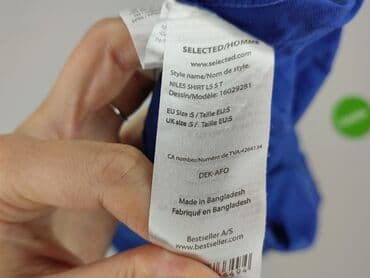 SELECTED/HOMME
www.selected.com
Style name/Nom de style:
NILES SHIRT LS S T
Dessin/Modèle: 16029281
EU Size :S / Taille EU:S
UK size :S / Taille EU:S
CA number/Numéro de TVA:
DEK-AFO
Made in Bangladesh
Fabriqué en Bangladesh
Bestseller A/S
www.bestseller.com